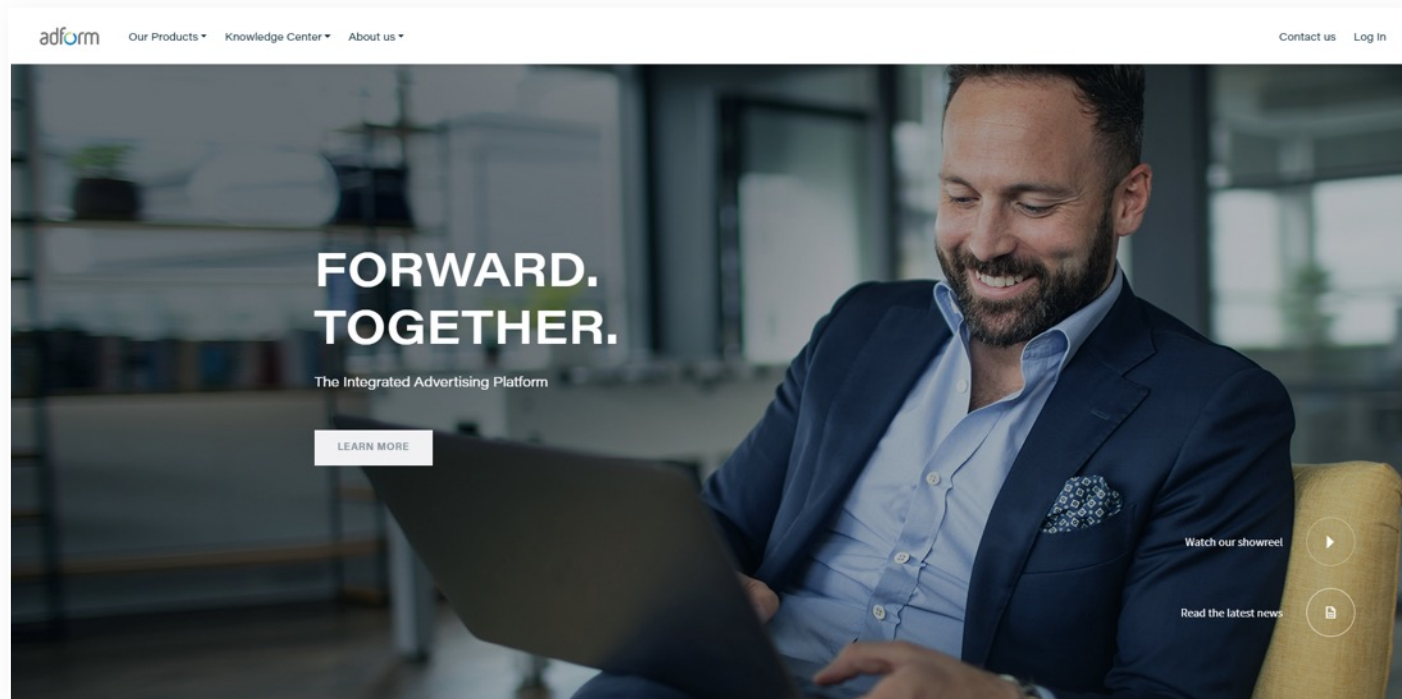 adform
Our Products
Knowledge Center
About us
Contact us
Log In
FORWARD.
TOGETHER.
The Integrated Advertising Platform
LEARN MORE
Watch our showreel
Read the latest news